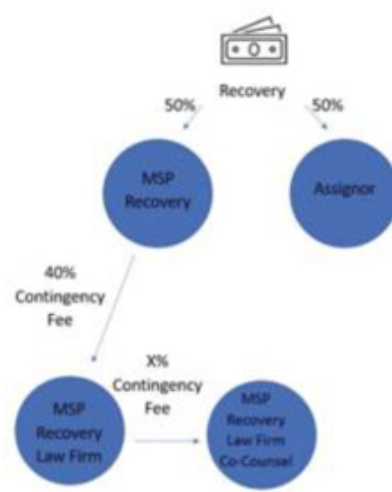 Recovery
50%
50%
MSP
Recovery
Assignor
40%
Contingency
Fee
X%
Contingency
Fee
MSP
Recovery
Law Firm
MSP
Recovery
Law Firm
Co-Counsel